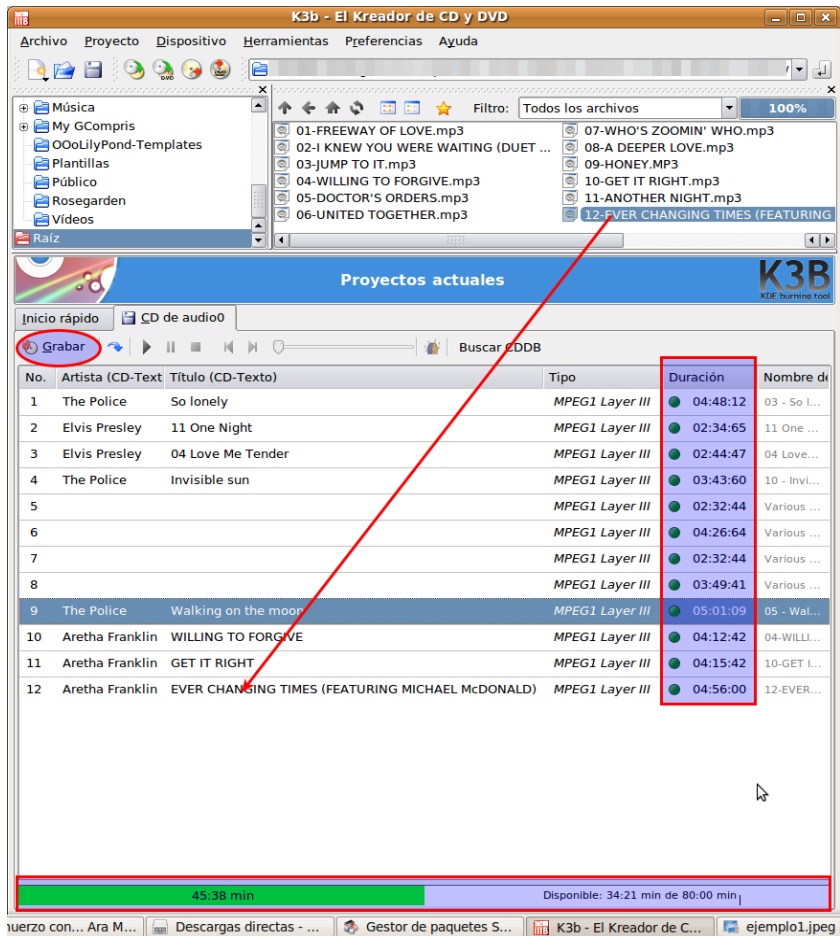 K3b - El Kreador de CD y DVD
Archivo Proyecto Dispositivo Herramientas Preferencias Ayuda
DVD
Música
My GCompris
OOoLilyPond-Templates
Plantillas
Público
Rosegarden
Vídeos
Raíz
Filtro: Todos los archivos 100%
01-FREEWAY OF LOVE.mp3
02-I KNEW YOU WERE WAITING (DUET ...
03-JUMP TO IT.mp3
04-WILLING TO FORGIVE.mp3
05-DOCTOR'S ORDERS.mp3
06-UNITED TOGETHER.mp3
07-WHO'S ZOOMIN' WHO.mp3
08-A DEEPER LOVE.mp3
09-HONEY.MP3
10-GET IT RIGHT.mp3
11-ANOTHER NIGHT.mp3
12-EVER CHANGING TIMES (FEATURING
Proyectos actuales
K3B
KDE burning tool
Inicio rápido CD de audio0
Grabar Buscar CDDB
No. Artista (CD-Text Título (CD-Texto) Tipo Duración Nombre de
1 The Police So lonely MPEG1 Layer III 04:48:12 03 - So l...
2 Elvis Presley 11 One Night MPEG1 Layer III 02:34:65 11 One ...
3 Elvis Presley 04 Love Me Tender MPEG1 Layer III 02:44:47 04 Love...
4 The Police Invisible sun MPEG1 Layer III 03:43:60 10 - Invi...
5 MPEG1 Layer III 02:32:44 Various ...
6 MPEG1 Layer III 04:26:64 Various ...
7 MPEG1 Layer III 02:32:44 Various ...
8 MPEG1 Layer III 03:49:41 Various ...
9 The Police Walking on the moon MPEG1 Layer III 05:01:09 05 - Wal...
10 Aretha Franklin WILLING TO FORGIVE MPEG1 Layer III 04:12:42 04-WILLI...
11 Aretha Franklin GET IT RIGHT MPEG1 Layer III 04:15:42 10-GET I...
12 Aretha Franklin EVER CHANGING TIMES (FEATURING MICHAEL McDONALD) MPEG1 Layer III 04:56:00 12-EVER...
45:38 min Disponible: 34:21 min de 80:00 min
nuerzo con... Ara M... Descargas directas - ... Gestor de paquetes S... K3b - El Kreador de C... ejemplo1.jpeg